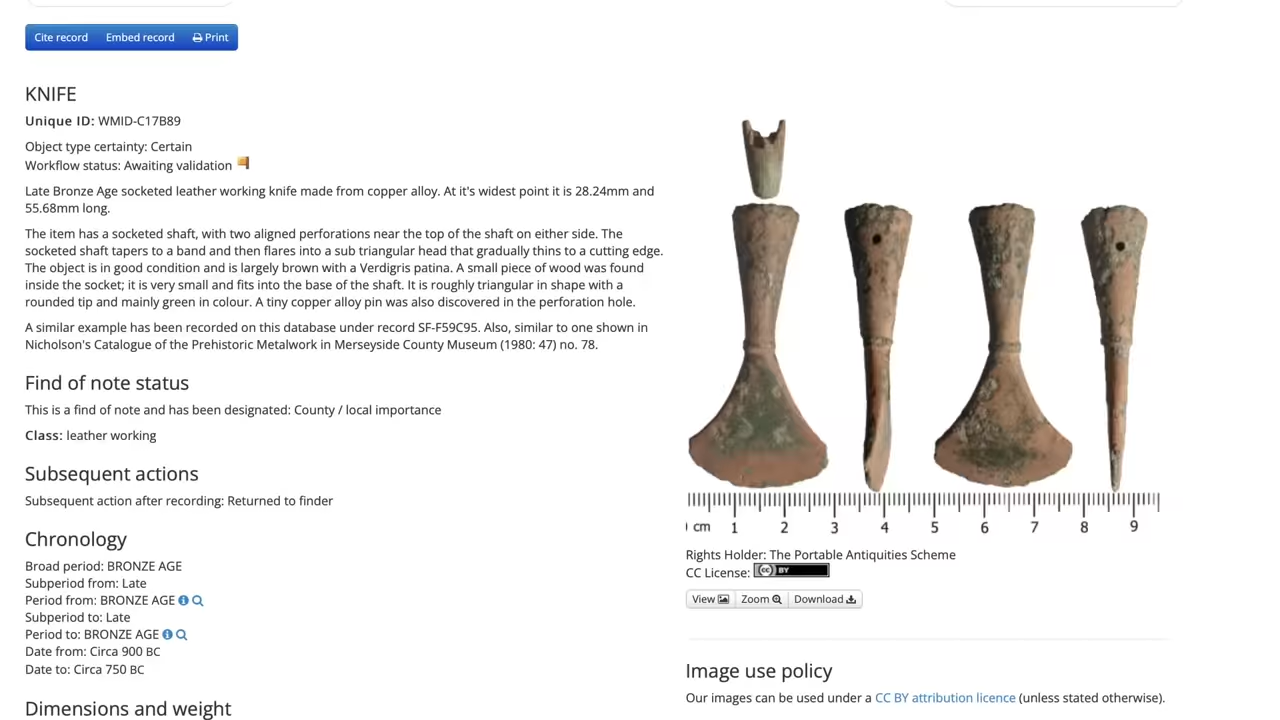 Cite record Embed record Print
KNIFE
Unique ID: WMID-C17B89
Object type certainty: Certain
Workflow status: Awaiting validation
Late Bronze Age socketed leather working knife made from copper alloy. At it's widest point it is 28.24mm and
55.68mm long.
The item has a socketed shaft, with two aligned perforations near the top of the shaft on either side. The
socketed shaft tapers to a band and then flares into a sub triangular head that gradually thins to a cutting edge.
The object is in good condition and is largely brown with a Verdigris patina. A small piece of wood was found
inside the socket; it is very small and fits into the base of the shaft. It is roughly triangular in shape with a
rounded tip and mainly green in colour. A tiny copper alloy pin was also discovered in the perforation hole.
A similar example has been recorded on this database under record SF-F59C95. Also, similar to one shown in
Nicholson's Catalogue of the Prehistoric Metalwork in Merseyside County Museum (1980: 47) no. 78.
Find of note status
This is a find of note and has been designated: County / local importance
Class: leather working
Subsequent actions
Subsequent action after recording: Returned to finder
Chronology
Broad period: BRONZE AGE
Subperiod from: Late
Period from: BRONZE AGE
Subperiod to: Late
Period to: BRONZE AGE
Date from: Circa 900 BC
Date to: Circa 750 BC
Dimensions and weight
cm 1 2 3 4 5 6 7 8 9
Rights Holder: The Portable Antiquities Scheme
CC License: cc BY
View Zoom Download
Image use policy
Our images can be used under a CC BY attribution licence (unless stated otherwise).